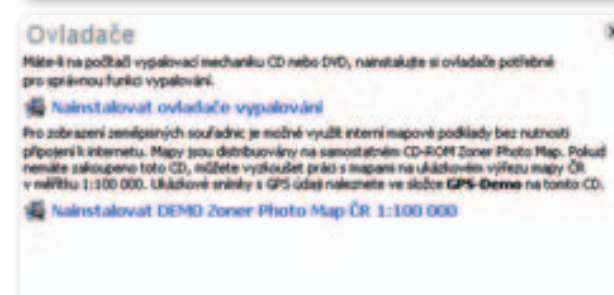 Ovladače
Máte-li na počítači vypalovací mechaniku CD nebo DVD, nainstalujte si ovladače potřebné
pro správnou funkci vypalování.
Nainstalovat ovladače vypalování
Pro zobrazení zeměpisných souřadnic je možné využít interní mapové podklady bez nutnosti
připojení k internetu. Mapy jsou distribuovány na samostatném CD-ROM Zoner Photo Map. Pokud
nemáte zakoupeno toto CD, můžete vyzkoušet práci s mapami na ukázkovém výřezu mapy ČR
v měřítku 1:100 000. Ukázkové snímky s GPS údaji naleznete ve složce GPS-Demo na tomto CD.
Nainstalovat DEMO Zoner Photo Map ČR 1:100 000